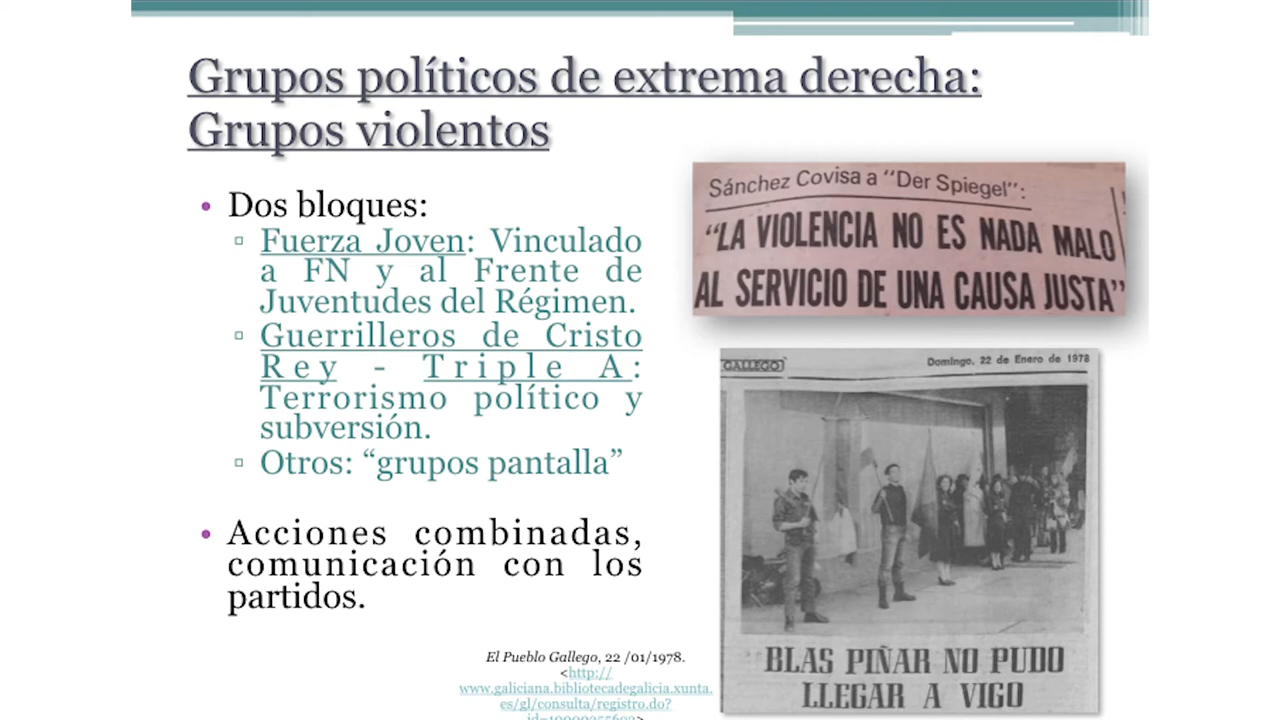 Grupos políticos de extrema derecha:
Grupos violentos
• Dos bloques:
▫ Fuerza Joven: Vinculado
a FN y al Frente de
Juventudes del Régimen.
▫ Guerrilleros de Cristo
Rey - Triple A:
Terrorismo político y
subversión.
▫ Otros: “grupos pantalla”
• Acciones combinadas,
comunicación con los
partidos.
Sánchez Covisa a “Der Spiegel”:
“LA VIOLENCIA NO ES NADA MALO
AL SERVICIO DE UNA CAUSA JUSTA”
GALLEGO
Domingo, 22 de Enero de 1978
BLAS PIÑAR NO PUDO
LLEGAR A VIGO
El Pueblo Gallego, 22 /01/1978.
<http://
www.galiciana.bibliotecadegalicia.xunta.
es/gl/consulta/registro.do?